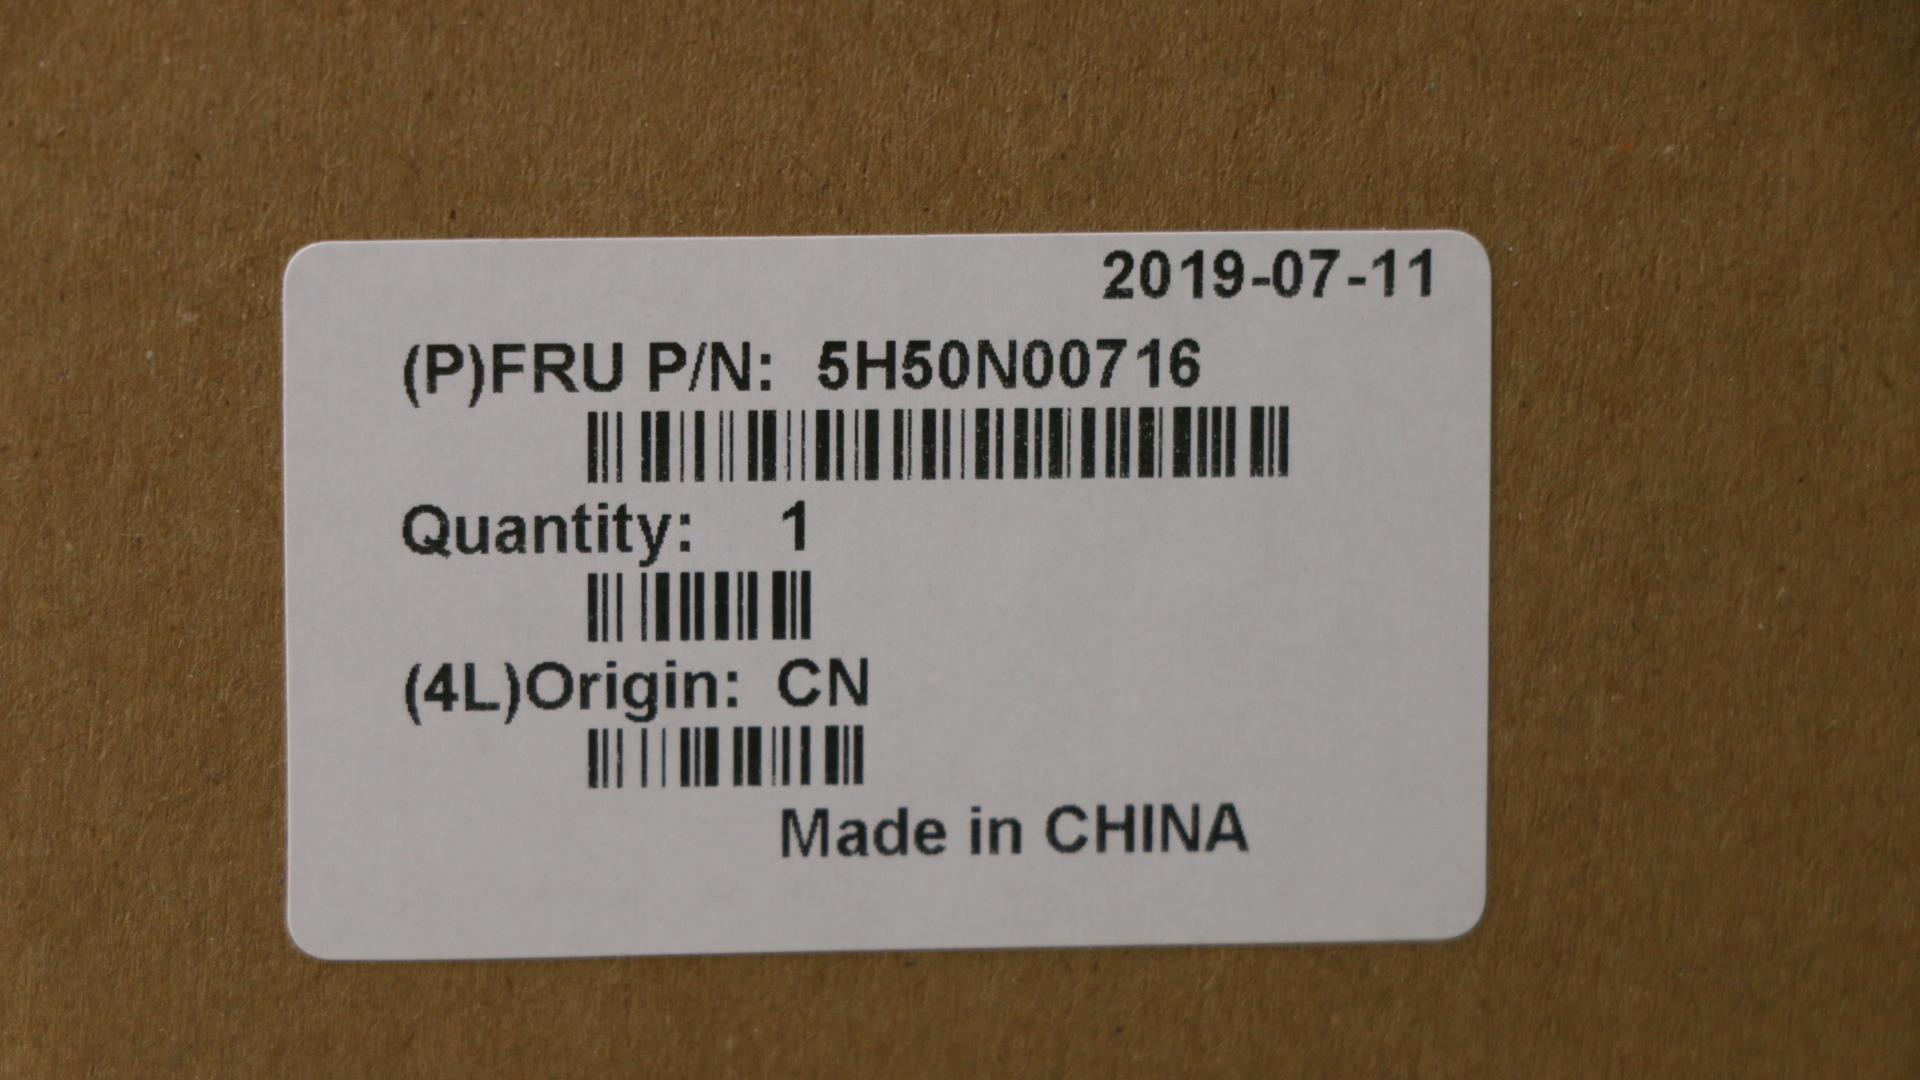 2019-07-11
(P)FRU P/N: 5H50N00716
Quantity: 1
(4L)Origin: CN
Made in CHINA